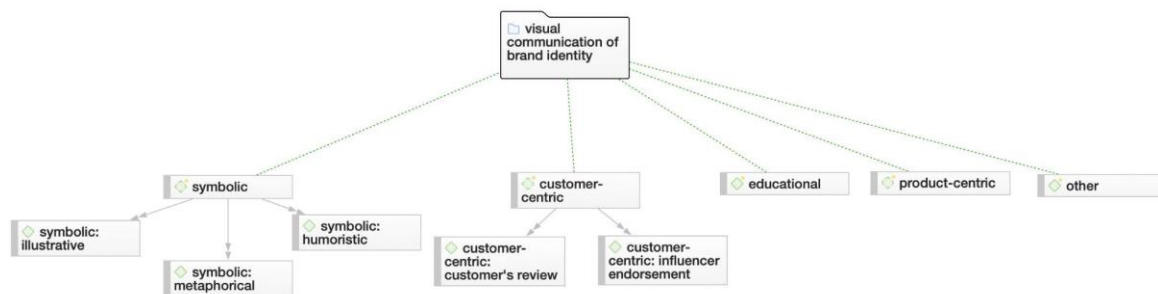 visual
communication of
brand identity
symbolic
customer-
centric
educational
product-centric
other
symbolic:
illustrative
symbolic:
humoristic
symbolic:
metaphorical
customer-
centric:
customer's review
customer-
centric: influencer
endorsement